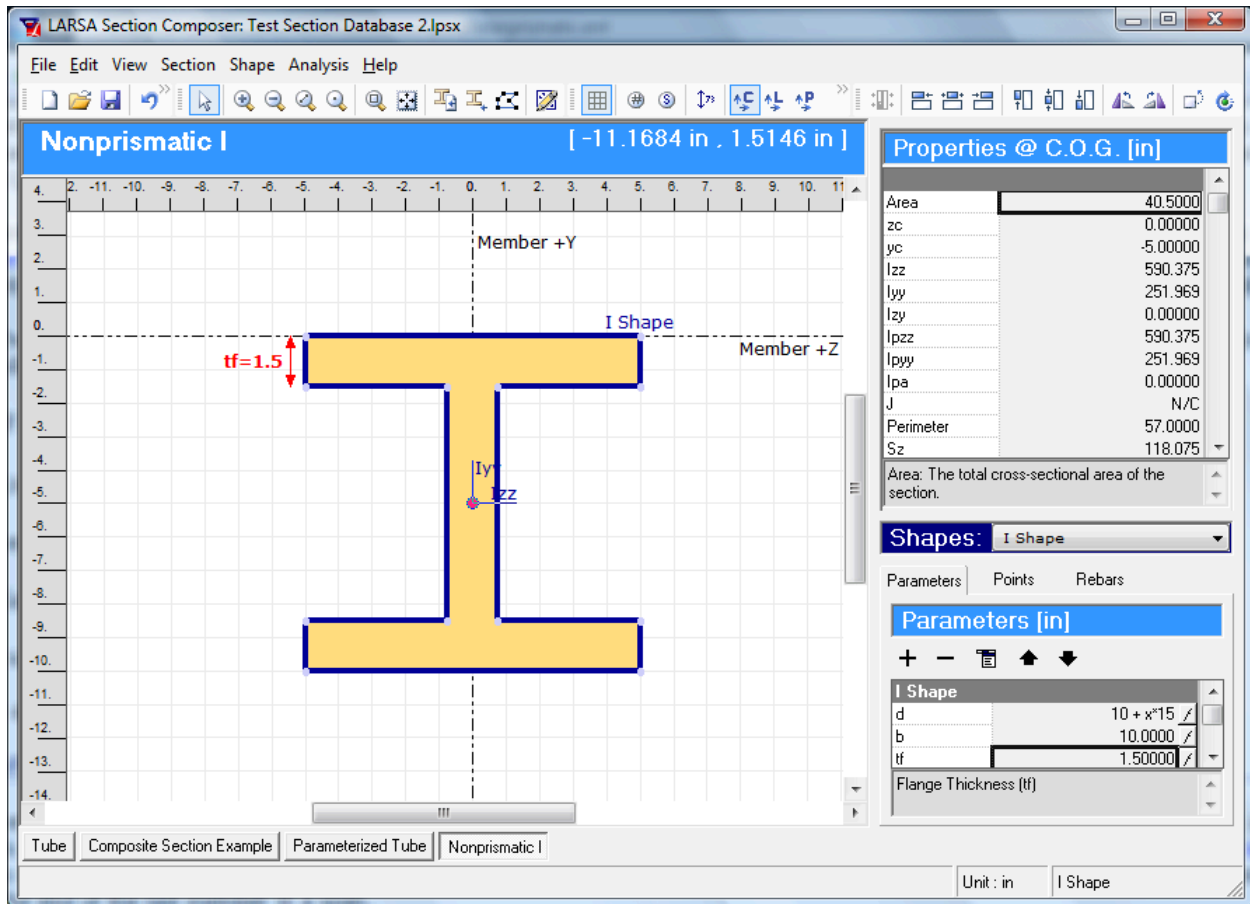 LARSA Section Composer: Test Section Database 2.lpsx
File Edit View Section Shape Analysis Help
Nonprismatic I [ -11.1684 in , 1.5146 in ]
2. -11. -10. -9. -8. -7. -6. -5. -4. -3. -2. -1. 0. 1. 2. 3. 4. 5. 6. 7. 8. 9. 10. 11
4.
3.
2.
1.
0.
-1.
-2.
-3.
-4.
-5.
-6.
-7.
-8.
-9.
-10.
-11.
-12.
-13.
-14.
Member +Y
I Shape
Member +Z
tf=1.5
Iyy
Izz
Properties @ C.O.G. [in]
Area 40.5000
zc 0.00000
yc -5.00000
Izz 590.375
Iyy 251.969
Izy 0.00000
Ipzz 590.375
Ipyy 251.969
Ipa 0.00000
J N/C
Perimeter 57.0000
Sz 118.075
Area: The total cross-sectional area of the
section.
Shapes: I Shape
Parameters Points Rebars
Parameters [in]
I Shape
d 10 + x*15 f
b 10.0000 f
tf 1.50000 f
Flange Thickness (tf)
Tube Composite Section Example Parameterized Tube Nonprismatic I
Unit : in I Shape